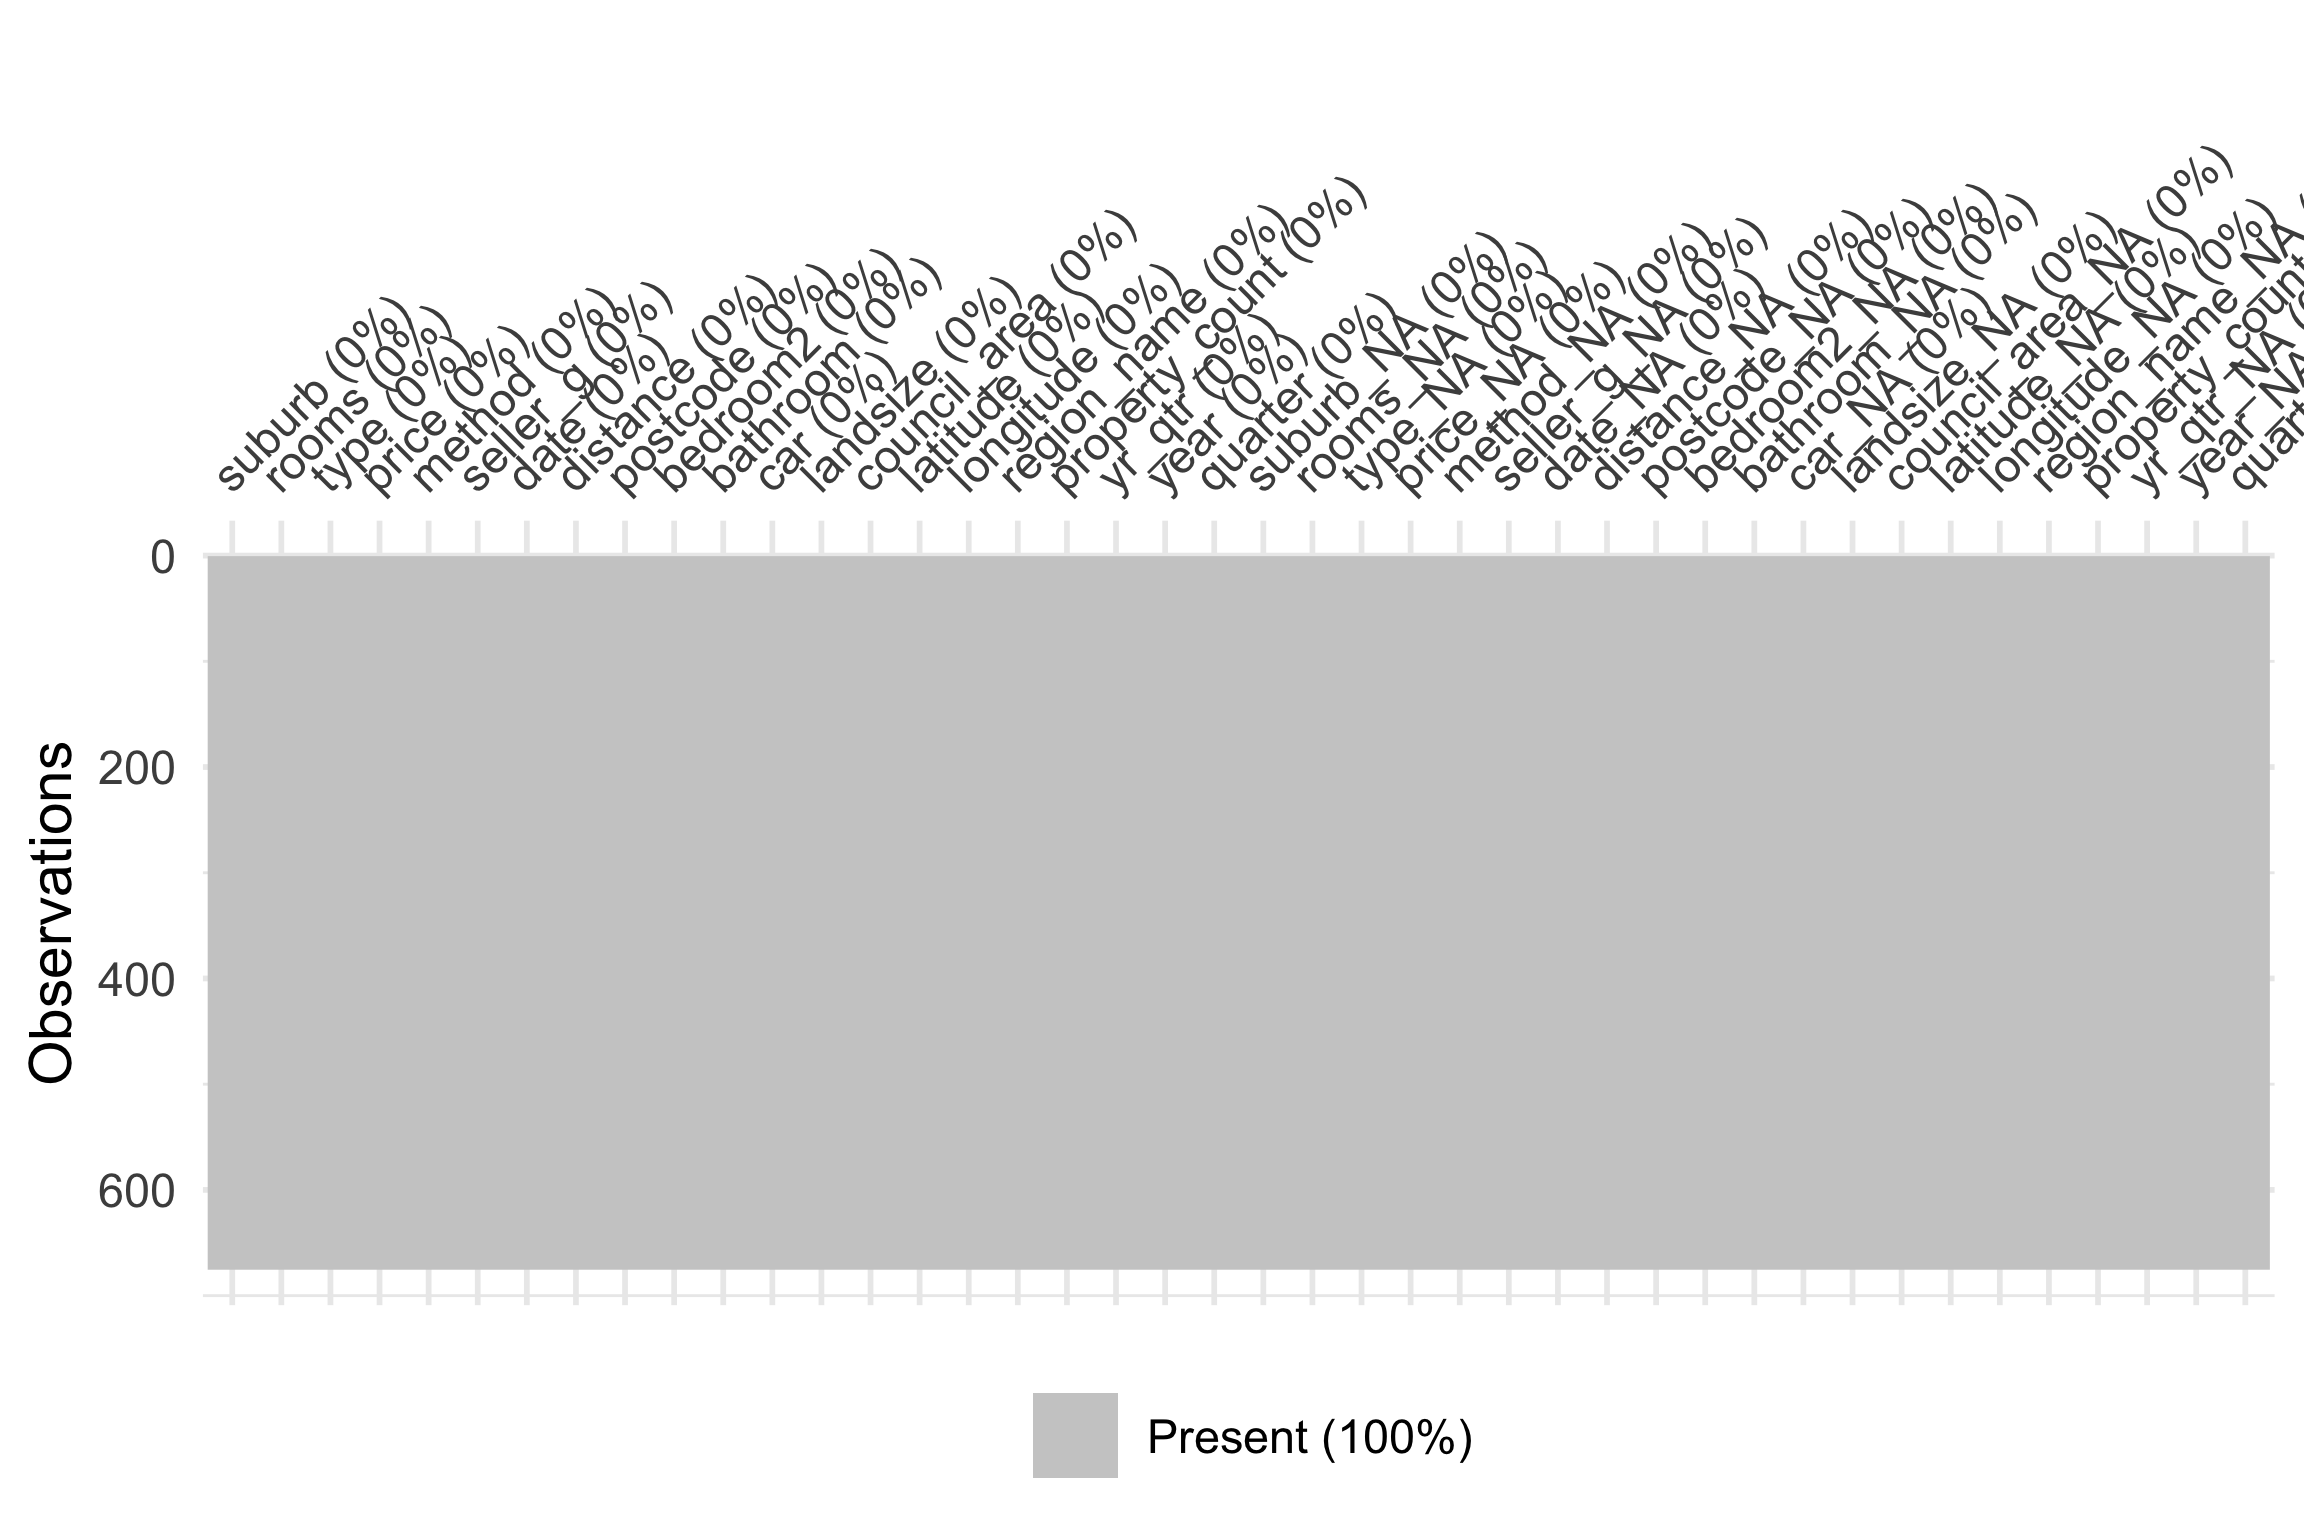 suburb (0%)
rooms (0%)
type (0%)
price (0%)
method (0%)
seller_g (0%)
date (0%)
distance (0%)
postcode (0%)
bedroom2 (0%)
bathroom (0%)
car (0%)
landsize (0%)
council_area (0%)
latitude (0%)
longitude (0%)
region_name (0%)
property_count (0%)
yr_qtr (0%)
year (0%)
quarter (0%)
suburb_NA (0%)
rooms_NA (0%)
type_NA (0%)
price_NA (0%)
method_NA (0%)
seller_g_NA (0%)
date_NA (0%)
distance_NA (0%)
postcode_NA (0%)
bedroom2_NA (0%)
bathroom_NA (0%)
car_NA (0%)
landsize_NA (0%)
council_area_NA (0%)
latitude_NA (0%)
longitude_NA (0%)
region_name_NA
property_count
yr_qtr_NA
year_NA
0
200
400
600
Observations
Present (100%)